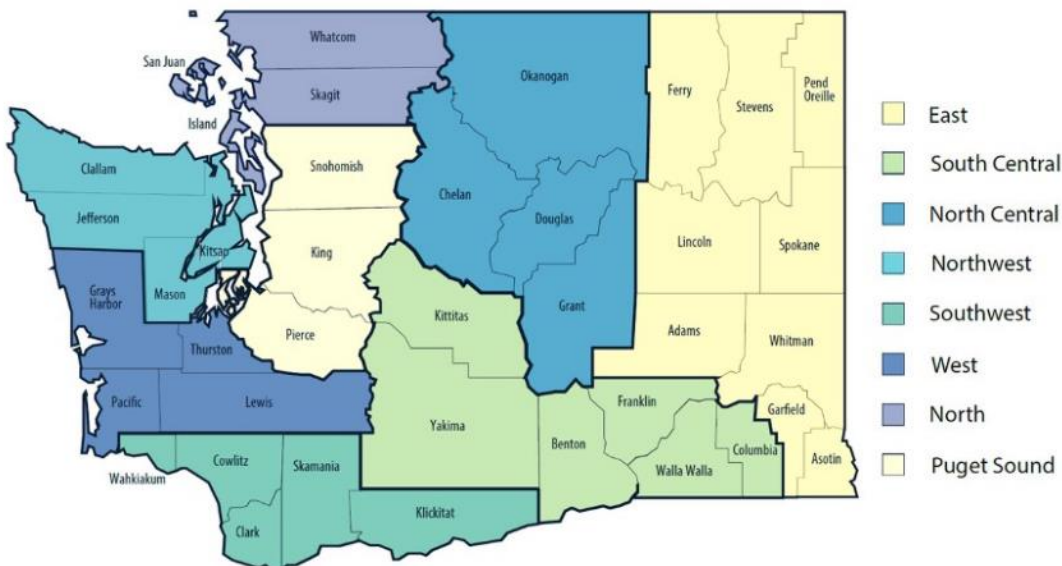 Whatcom
San Juan
Skagit
Island
Okanogan
Ferry
Stevens
Pend
Oreille
Snohomish
Clallam
Jefferson
Chelan
Douglas
Kitsap
King
Lincoln
Spokane
Mason
Grays
Harbor
Grant
Kittitas
Thurston
Pierce
Adams
Whitman
Pacific
Lewis
Yakima
Franklin
Garfield
Benton
Columbia
Asotin
Walla Walla
Wahkiakum
Cowlitz
Skamania
Klickitat
Clark
East
South Central
North Central
Northwest
Southwest
West
North
Puget Sound